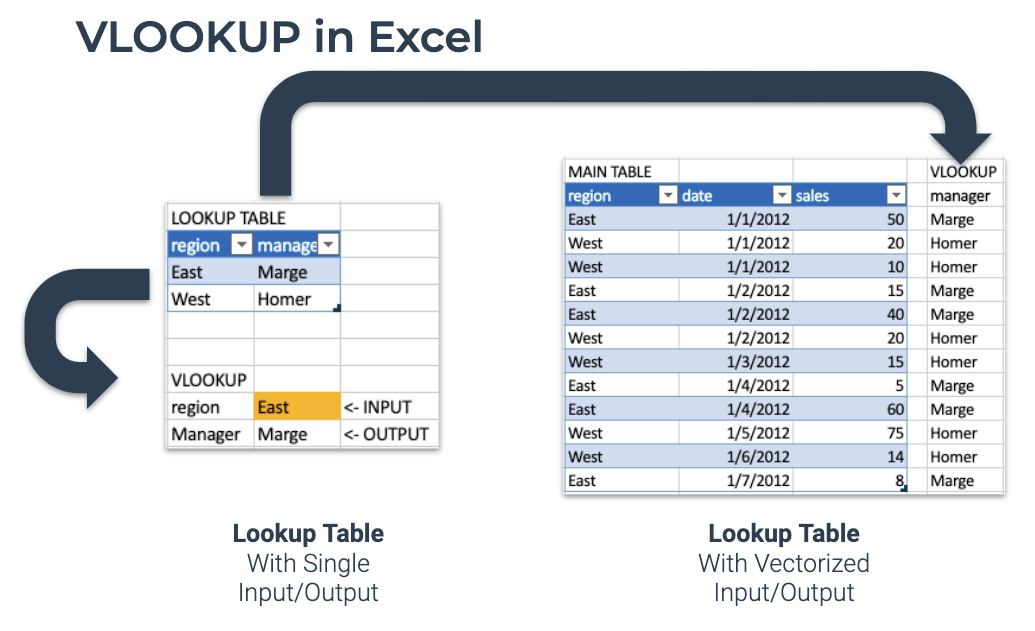 VLOOKUP in Excel
LOOKUP TABLE
region manage
East Marge
West Homer
VLOOKUP
region East <- INPUT
Manager Marge <- OUTPUT
Lookup Table
With Single
Input/Output
MAIN TABLE VLOOKUP
region date sales manager
East 1/1/2012 50 Marge
West 1/1/2012 20 Homer
West 1/1/2012 10 Homer
East 1/2/2012 15 Marge
East 1/2/2012 40 Marge
West 1/2/2012 20 Homer
West 1/3/2012 15 Homer
East 1/4/2012 5 Marge
East 1/4/2012 60 Marge
West 1/5/2012 75 Homer
West 1/6/2012 14 Homer
East 1/7/2012 8 Marge
Lookup Table
With Vectorized
Input/Output